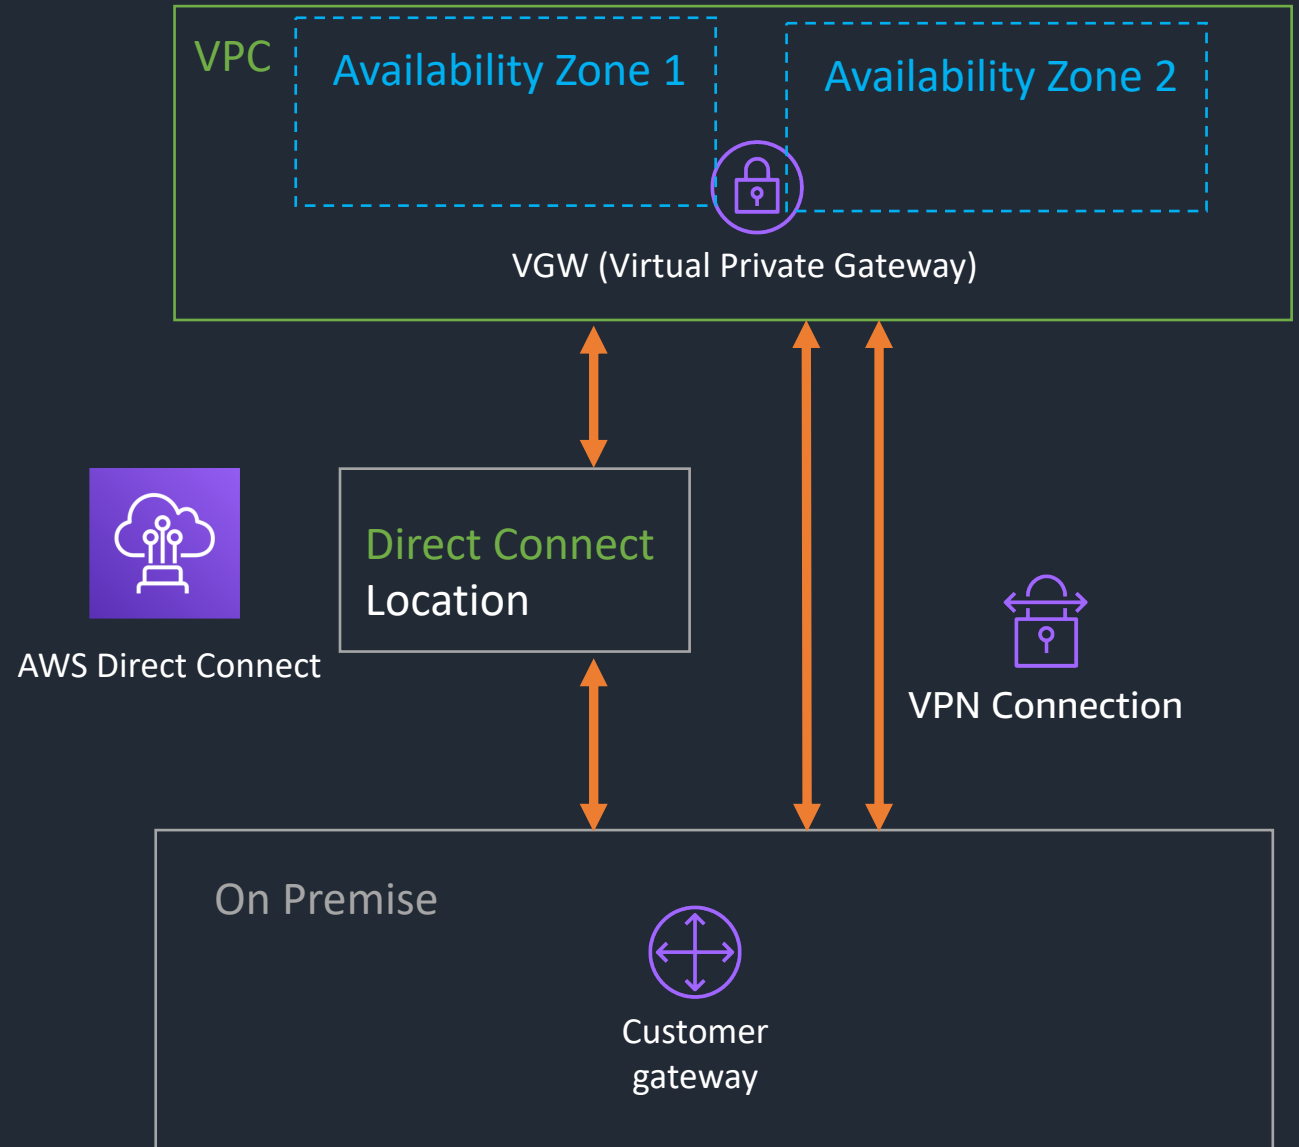 VPC
Availability Zone 1
Availability Zone 2
VGW (Virtual Private Gateway)
Direct Connect
Location
AWS Direct Connect
VPN Connection
On Premise
Customer
gateway